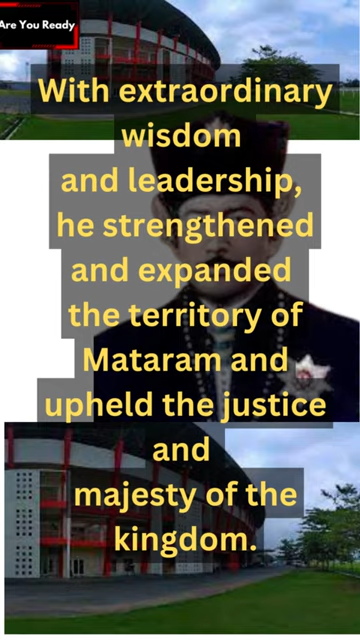 Are You Ready
With extraordinary
wisdom
and leadership,
he strengthened
and expanded
the territory of
Mataram and
upheld the justice
and
majesty of the
kingdom.